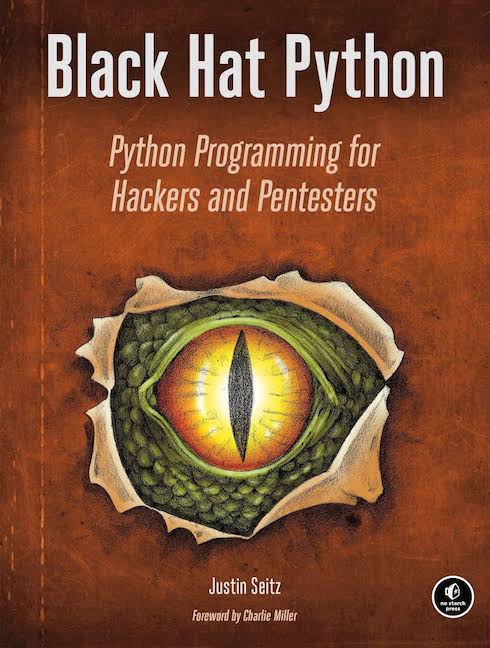 Black Hat Python
Python Programming for
Hackers and Pentesters
Justin Seitz
Foreword by Charlie Miller
no starch
press